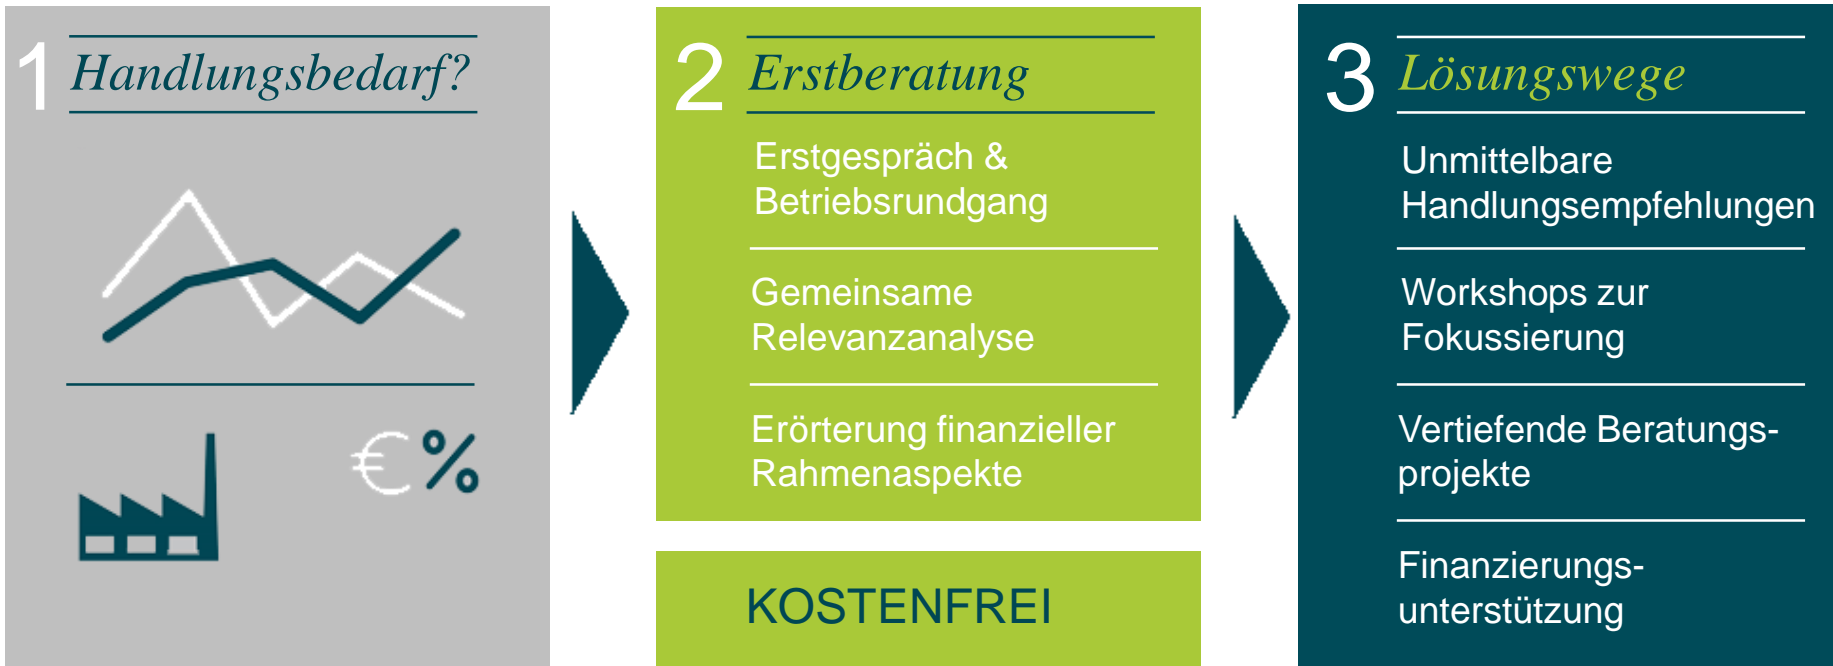 1 Handlungsbedarf?
€%
2 Erstberatung
Erstgespräch &
Betriebsrundgang
Gemeinsame
Relevanzanalyse
Erörterung finanzieller
Rahmenaspekte
KOSTENFREI
3 Lösungswege
Unmittelbare
Handlungsempfehlungen
Workshops zur
Fokussierung
Vertiefende Beratungs-
projekte
Finanzierungs-
unterstützung